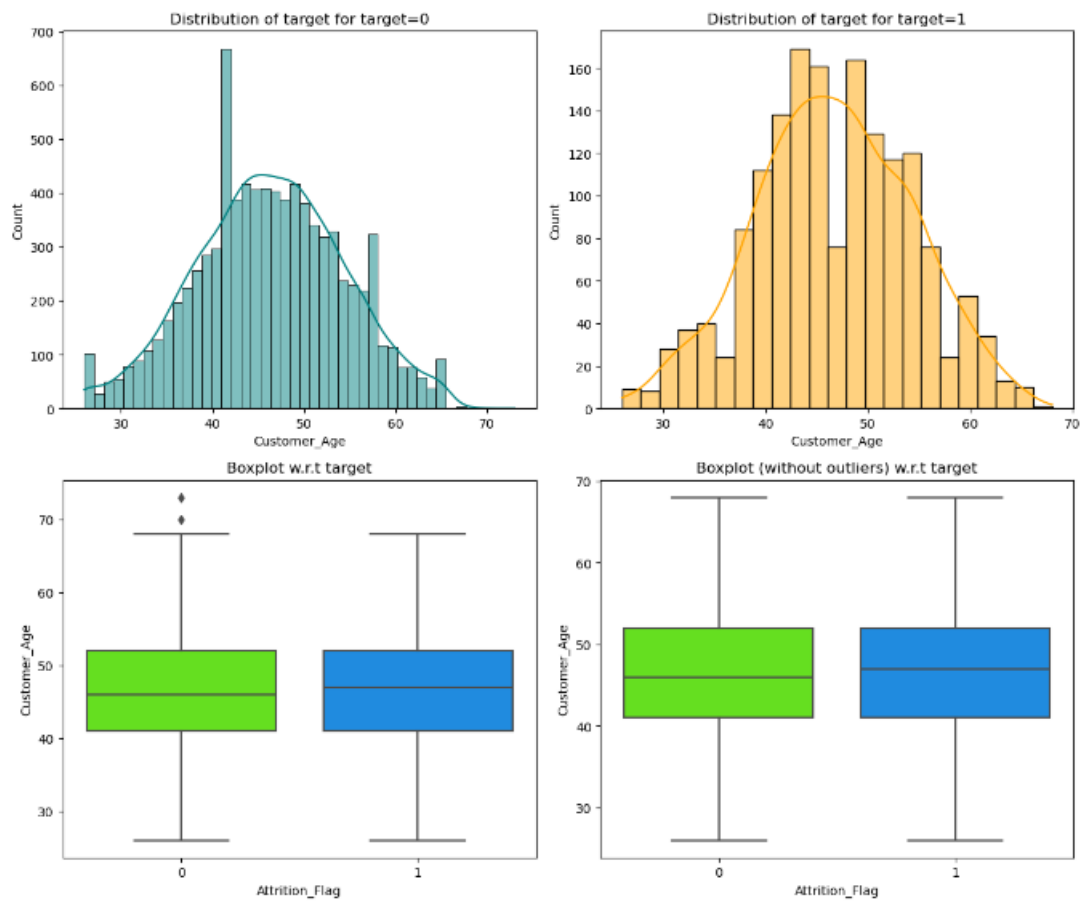 Distribution of target for target=0
700
600
500
400
300
200
100
0
Count
30 40 50 60 70
Customer_Age
Distribution of target for target=1
160
140
120
100
80
60
40
20
0
Count
30 40 50 60 70
Customer_Age
Boxplot w.r.t target
70
60
50
40
30
Customer_Age
0 1
Attrition_Flag
Boxplot (without outliers) w.r.t target
70
60
50
40
30
Customer_Age
0 1
Attrition_Flag